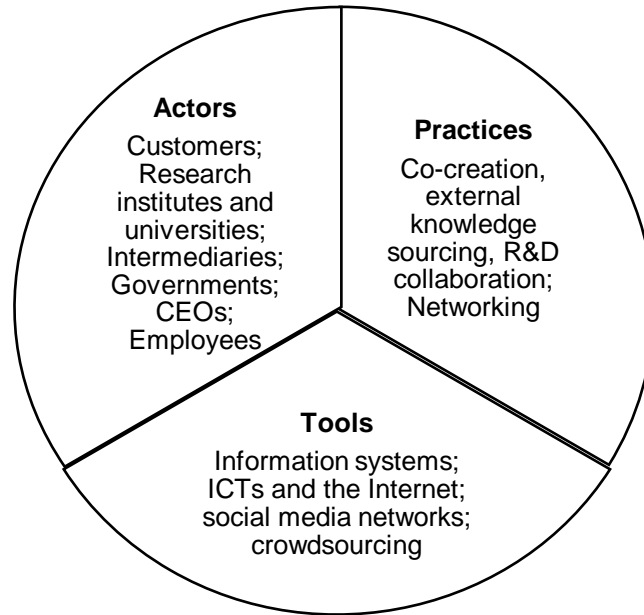 Actors
Customers;
Research
institutes and
universities;
Intermediaries;
Governments;
CEOs;
Employees
Practices
Co-creation,
external
knowledge
sourcing, R&D
collaboration;
Networking
Tools
Information systems;
ICTs and the Internet;
social media networks;
crowdsourcing